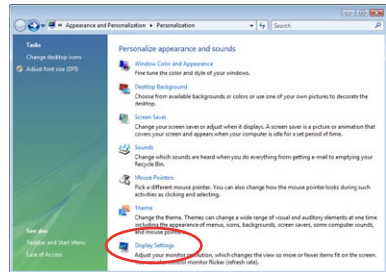 « Appearance and Personalization ▸ Personalization
Search
Tasks
Change desktop icons
Adjust font size (DPI)
Personalize appearance and sounds
Window Color and Appearance
Fine tune the color and style of your windows.
Desktop Background
Choose from available backgrounds or colors or use one of your own pictures to decorate the
desktop.
Screen Saver
Change your screen saver or adjust when it displays. A screen saver is a picture or animation that
covers your screen and appears when your computer is idle for a set period of time.
Sounds
Change which sounds are heard when you do everything from getting e-mail to emptying your
Recycle Bin.
Mouse Pointers
Pick a different mouse pointer. You can also change how the mouse pointer looks during such
activities as clicking and selecting.
Theme
Change the theme. Themes can change a wide range of visual and auditory elements at one time
including the appearance of menus, icons, backgrounds, screen savers, some computer sounds,
and mouse pointers.
Display Settings
Adjust your monitor resolution, which changes the view so more or fewer items fit on the screen.
You can also control monitor flicker (refresh rate).
See also
Taskbar and Start Menu
Ease of Access